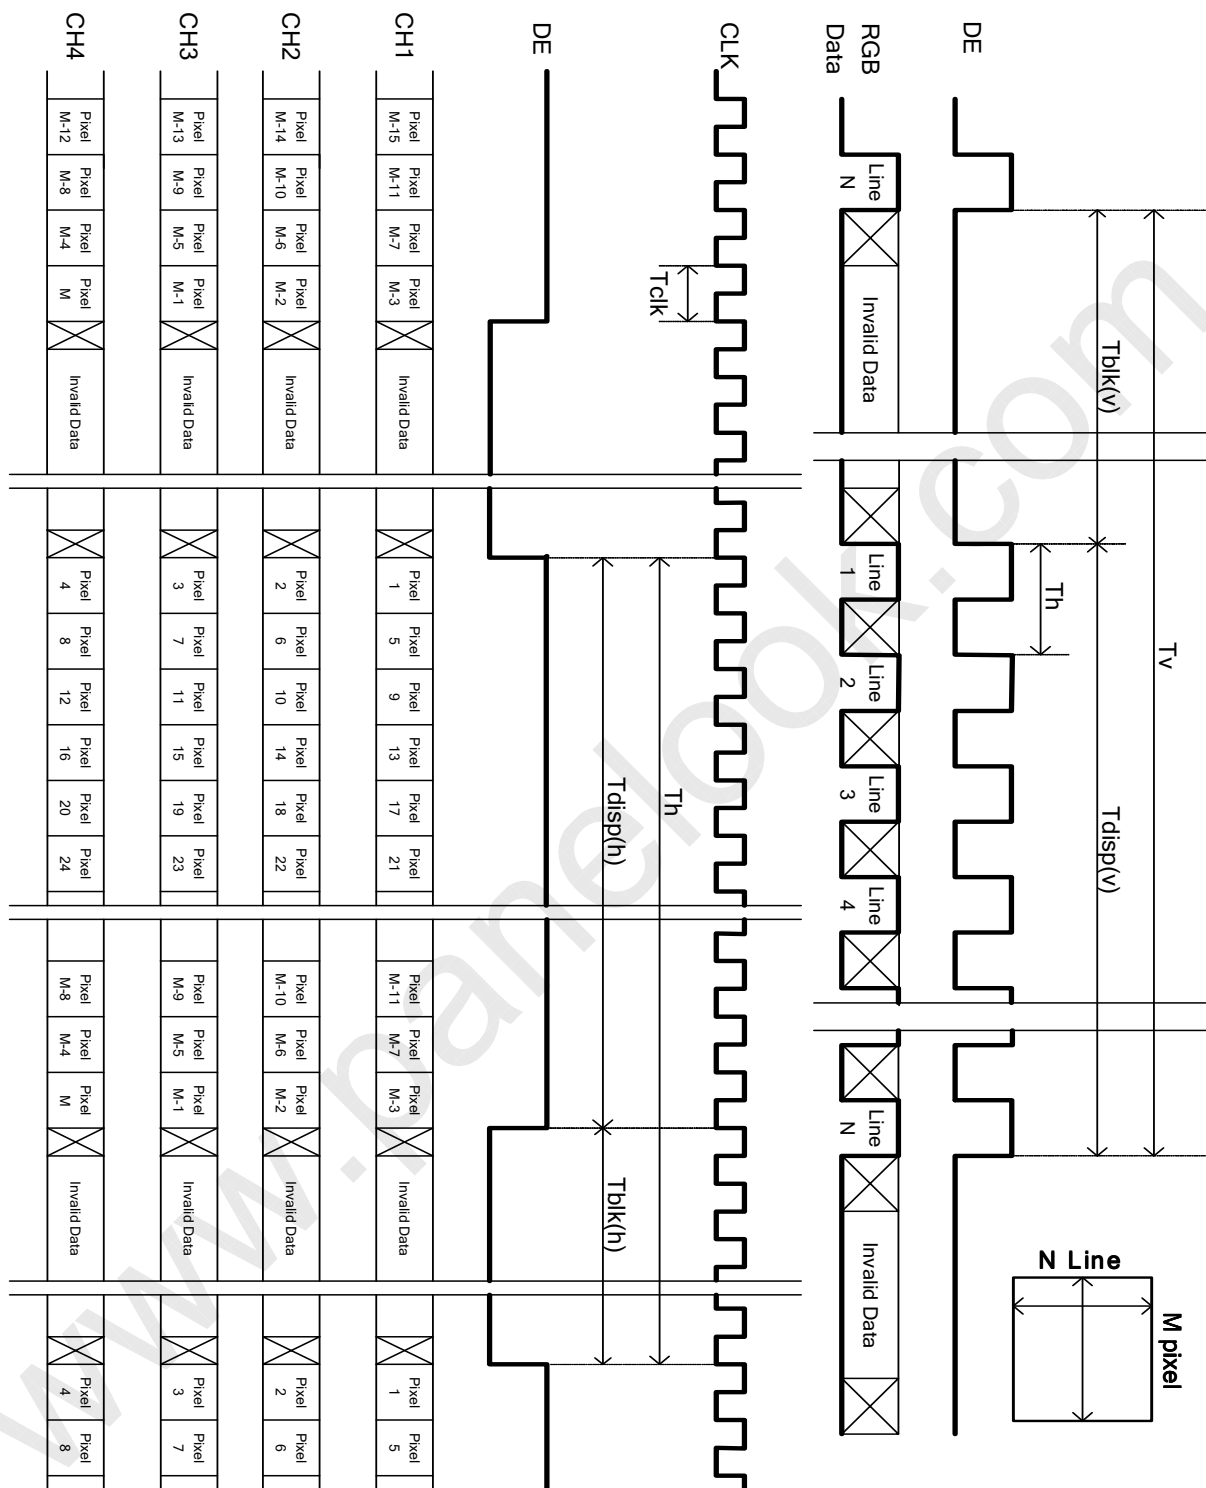 DE
RGB
Data
Line
N
Invalid Data
Line
1
Line
2
Line
3
Line
4
Line
N
Invalid Data
Tv
Tblk(v)
Tdisp(v)
Th
N Line
M pixel
CLK
Tclk
Th
DE
Tdisp(h)
Tblk(h)
CH1
Pixel M-15
Pixel M-11
Pixel M-7
Pixel M-3
Invalid Data
Pixel 1
Pixel 5
Pixel 9
Pixel 13
Pixel 17
Pixel 21
Pixel M-11
Pixel M-7
Pixel M-3
Invalid Data
Pixel 1
Pixel 5
CH2
Pixel M-14
Pixel M-10
Pixel M-6
Pixel M-2
Invalid Data
Pixel 2
Pixel 6
Pixel 10
Pixel 14
Pixel 18
Pixel 22
Pixel M-10
Pixel M-6
Pixel M-2
Invalid Data
Pixel 2
Pixel 6
CH3
Pixel M-13
Pixel M-9
Pixel M-5
Pixel M-1
Invalid Data
Pixel 3
Pixel 7
Pixel 11
Pixel 15
Pixel 19
Pixel 23
Pixel M-9
Pixel M-5
Pixel M-1
Invalid Data
Pixel 3
Pixel 7
CH4
Pixel M-12
Pixel M-8
Pixel M-4
Pixel M
Invalid Data
Pixel 4
Pixel 8
Pixel 12
Pixel 16
Pixel 20
Pixel 24
Pixel M-8
Pixel M-4
Pixel M
Invalid Data
Pixel 4
Pixel 8
www.panelook.com